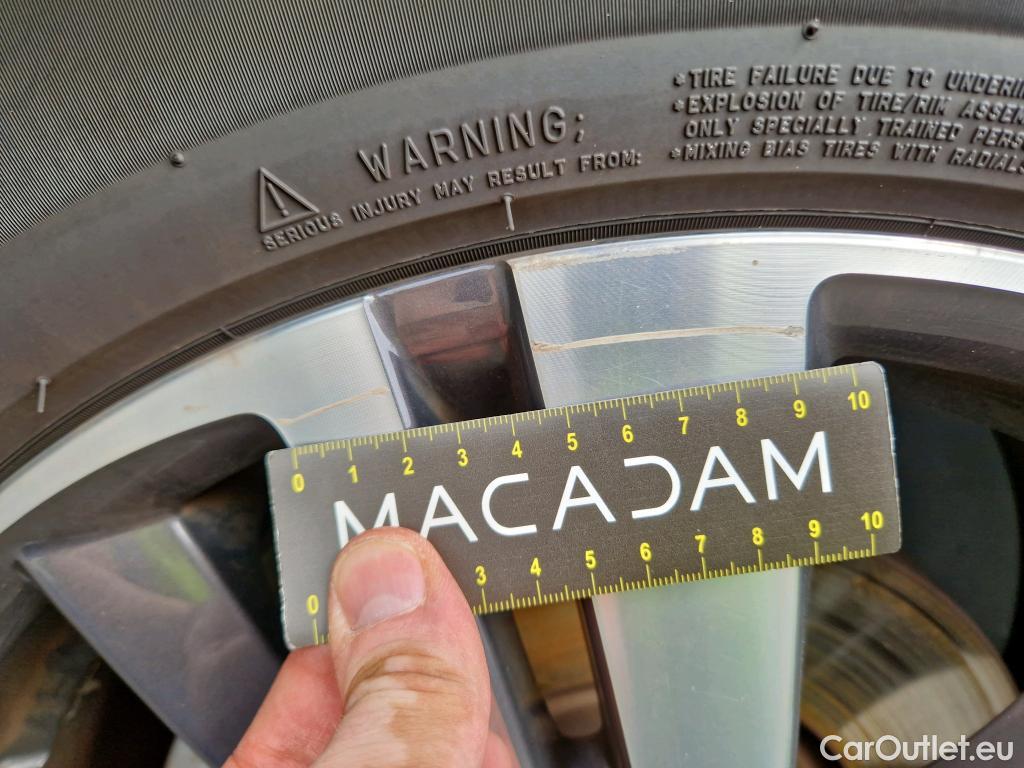 WARNING;
SERIOUS INJURY MAY RESULT FROM:
*TIRE FAILURE DUE TO
*EXPLOSION OF TIRE/RIM
ONLY SPECIALLY TRAINED
*MIXING BIAS TIRES WITH RADIALS
0 1 2 3 4 5 6 7 8 9 10
MACADAM
0 3 4 5 6 7 8 9 10
CarOutlet.eu